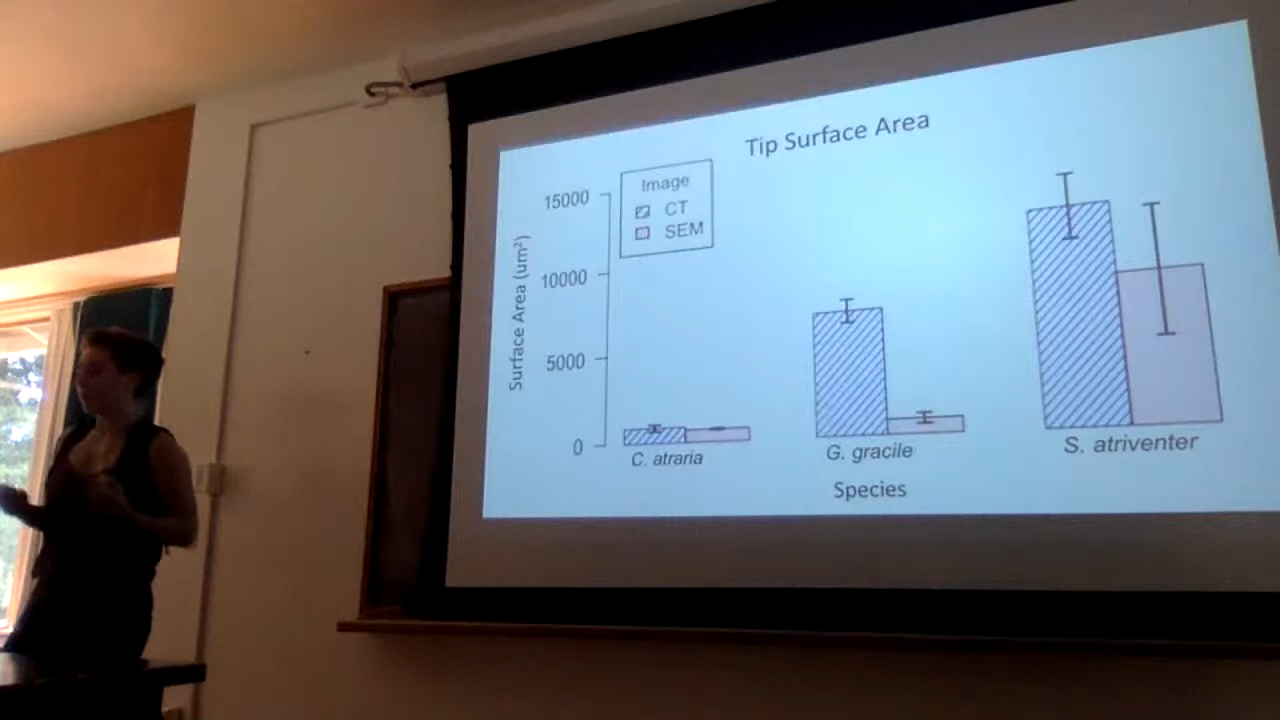 Tip Surface Area
Image
CT
SEM
Surface Area (um²)
15000
10000
5000
0
C. atraria
G. gracile
S. atriventer
Species